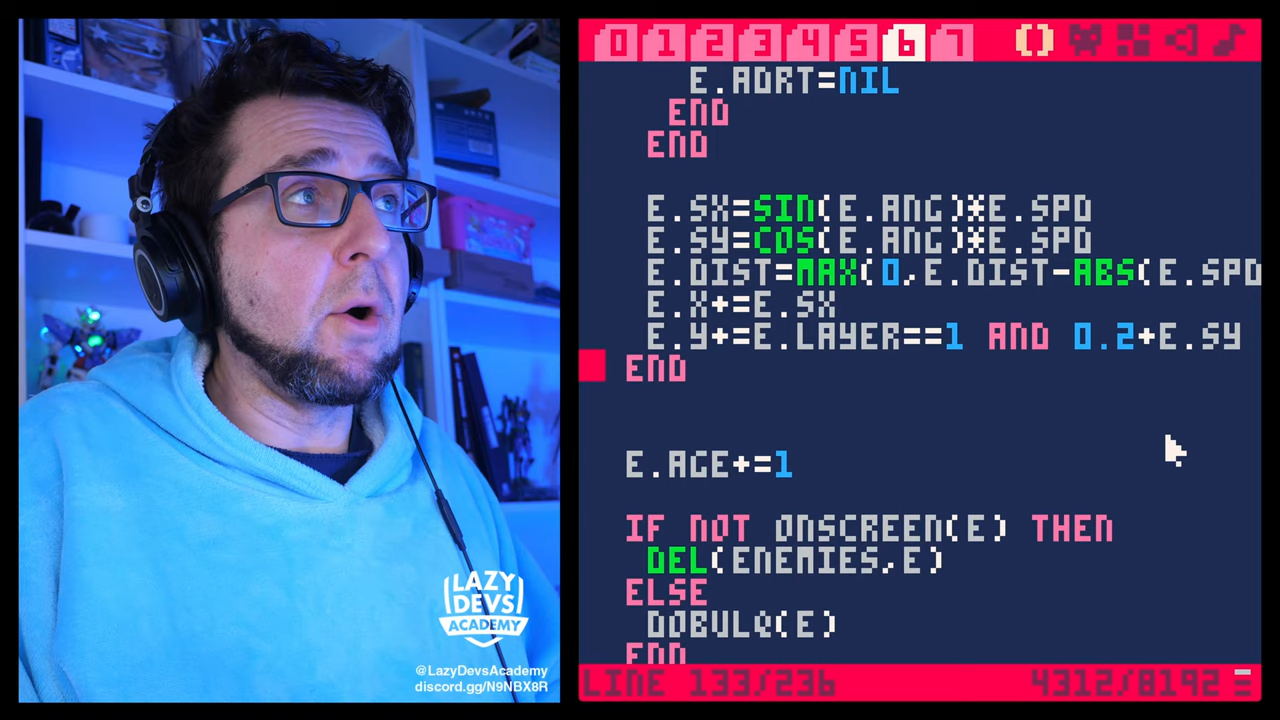 0 1 2 3 4 5 6 7 ()
E.ADRT=NIL
END
END
E.SX=SIN(E.ANG)*E.SPD
E.SY=COS(E.ANG)*E.SPD
E.DIST=MAX(0,E.DIST-ABS(E.SPD
E.X+=E.SX
E.Y+=E.LAYER==1 AND 0.2+E.SY
END
E.AGE+=1
IF NOT ONSCREEN(E) THEN
DEL(ENEMIES,E)
ELSE
DOBULQ(E)
END
LINE 133/236 4312/8192
LAZY
DEVS
ACADEMY
@LazyDevsAcademy
discord.gg/N9NBX8R